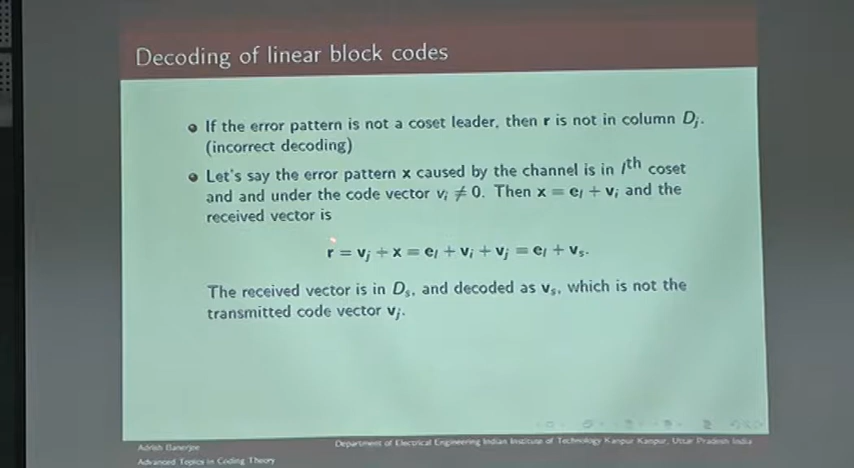 Decoding of linear block codes
If the error pattern is not a coset leader, then r is not in column Dj.
(incorrect decoding)
Let's say the error pattern x caused by the channel is in lth coset
and and under the code vector vi ≠ 0. Then x = el + vi and the
received vector is
r = vj + x = el + vi + vj = el + vs.
The received vector is in Ds, and decoded as vs, which is not the
transmitted code vector vj.
Adrish Banerjee
Department of Electrical Engineering Indian Institute of Technology Kanpur Kanpur, Uttar Pradesh India
Advanced Topics in Coding Theory